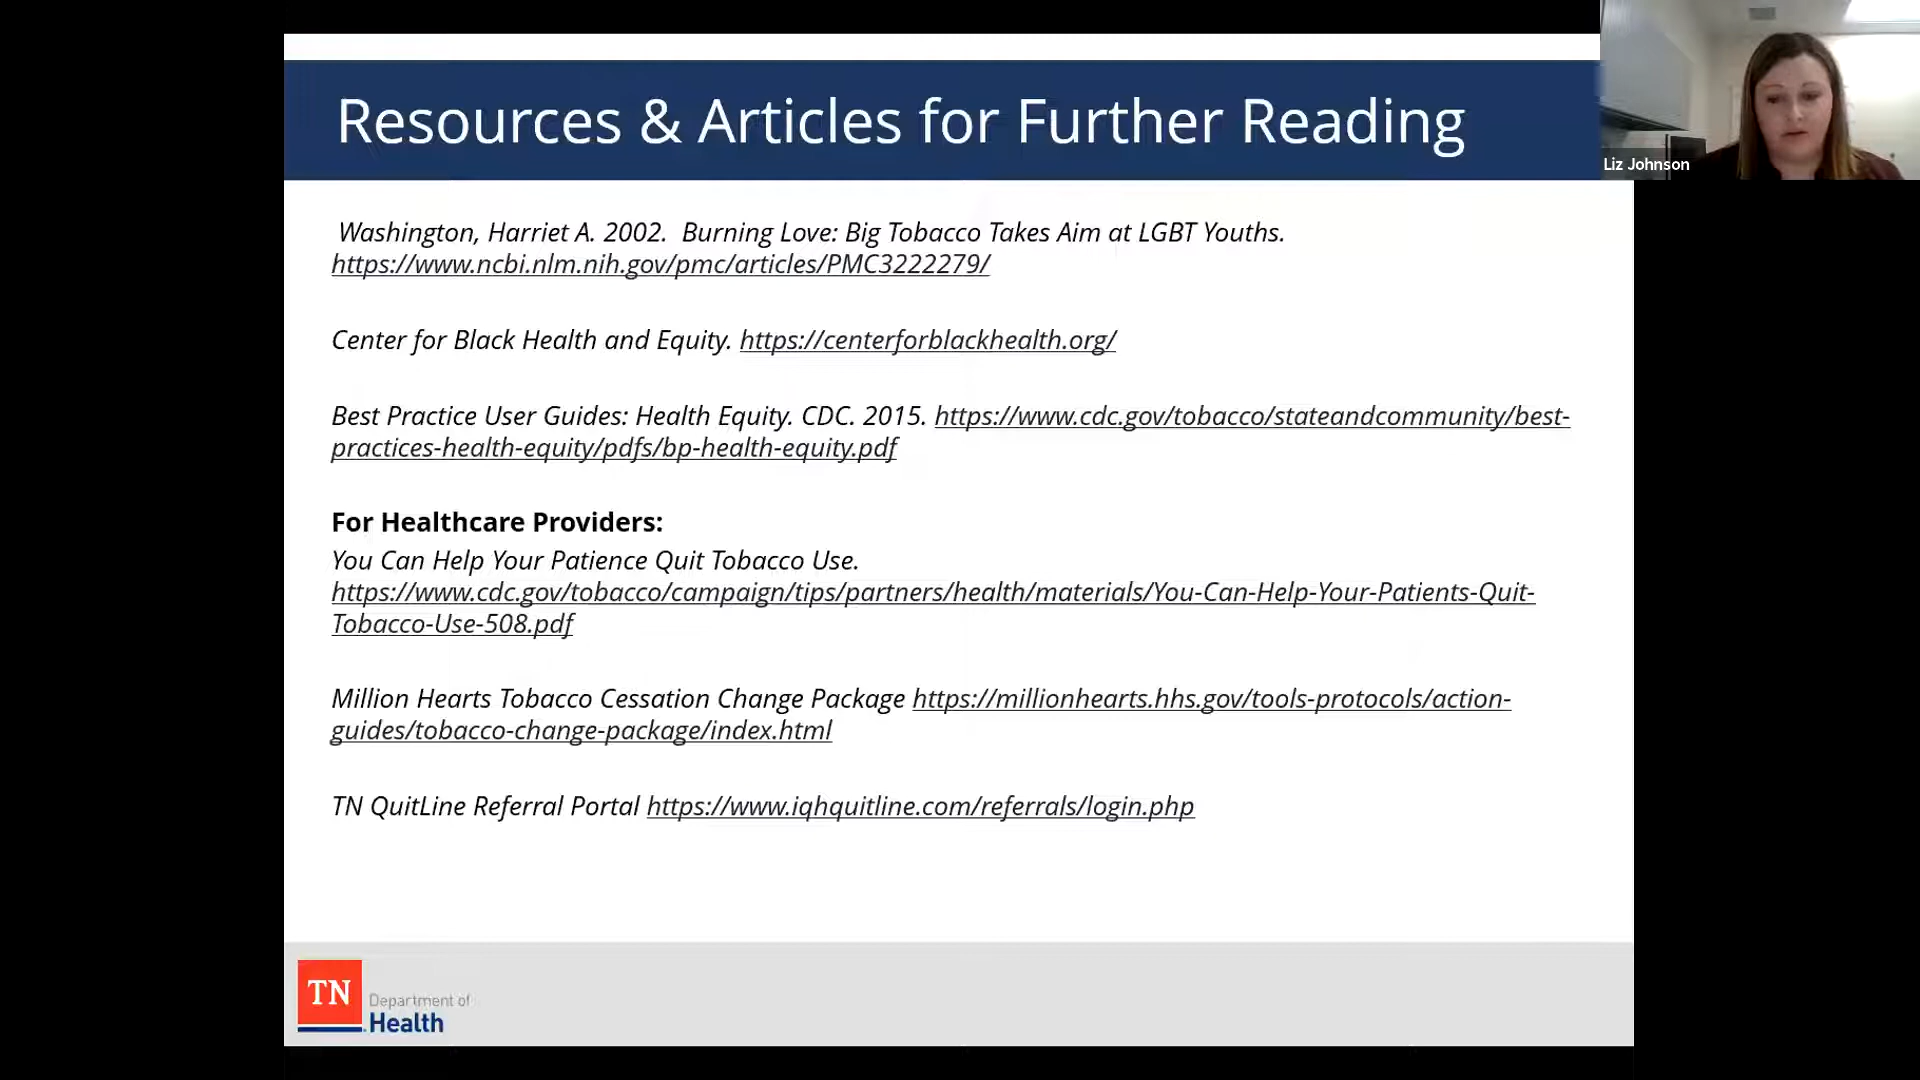 Resources & Articles for Further Reading
Liz Johnson
Washington, Harriet A. 2002. Burning Love: Big Tobacco Takes Aim at LGBT Youths.
https://www.ncbi.nlm.nih.gov/pmc/articles/PMC3222279/
Center for Black Health and Equity. https://centerforblackhealth.org/
Best Practice User Guides: Health Equity. CDC. 2015. https://www.cdc.gov/tobacco/stateandcommunity/best-
practices-health-equity/pdfs/bp-health-equity.pdf
For Healthcare Providers:
You Can Help Your Patience Quit Tobacco Use.
https://www.cdc.gov/tobacco/campaign/tips/partners/health/materials/You-Can-Help-Your-Patients-Quit-
Tobacco-Use-508.pdf
Million Hearts Tobacco Cessation Change Package https://millionhearts.hhs.gov/tools-protocols/action-
guides/tobacco-change-package/index.html
TN QuitLine Referral Portal https://www.iqhquitline.com/referrals/login.php
TN
Department of
Health